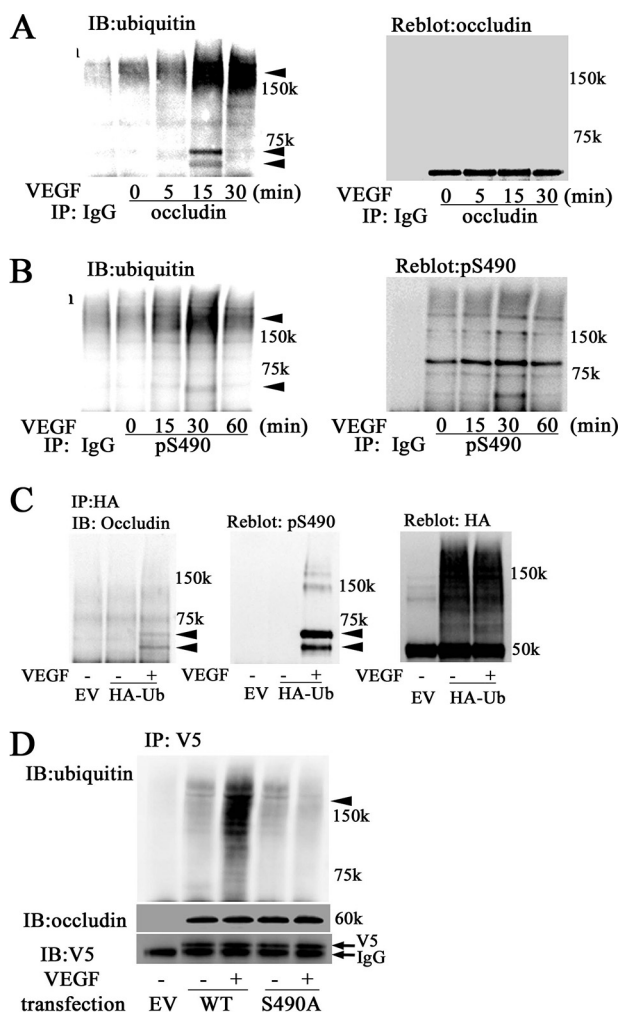 A
IB:ubiquitin
Reblot:occludin
150k
75k
150k
75k
VEGF 0 5 15 30 (min)
IP: IgG occludin
VEGF 0 5 15 30 (min)
IP: IgG occludin
B
IB:ubiquitin
Reblot:pS490
150k
75k
150k
75k
VEGF 0 15 30 60 (min)
IP: IgG pS490
VEGF 0 15 30 60 (min)
IP: IgG pS490
C
IP:HA
IB: Occludin
Reblot: pS490
Reblot: HA
150k
75k
150k
75k
150k
50k
VEGF - - +
EV HA-Ub
VEGF - - +
EV HA-Ub
VEGF - - +
EV HA-Ub
D
IP: V5
IB:ubiquitin
150k
75k
IB:occludin 60k
IB:V5
V5
IgG
VEGF - - + - +
transfection EV WT S490A